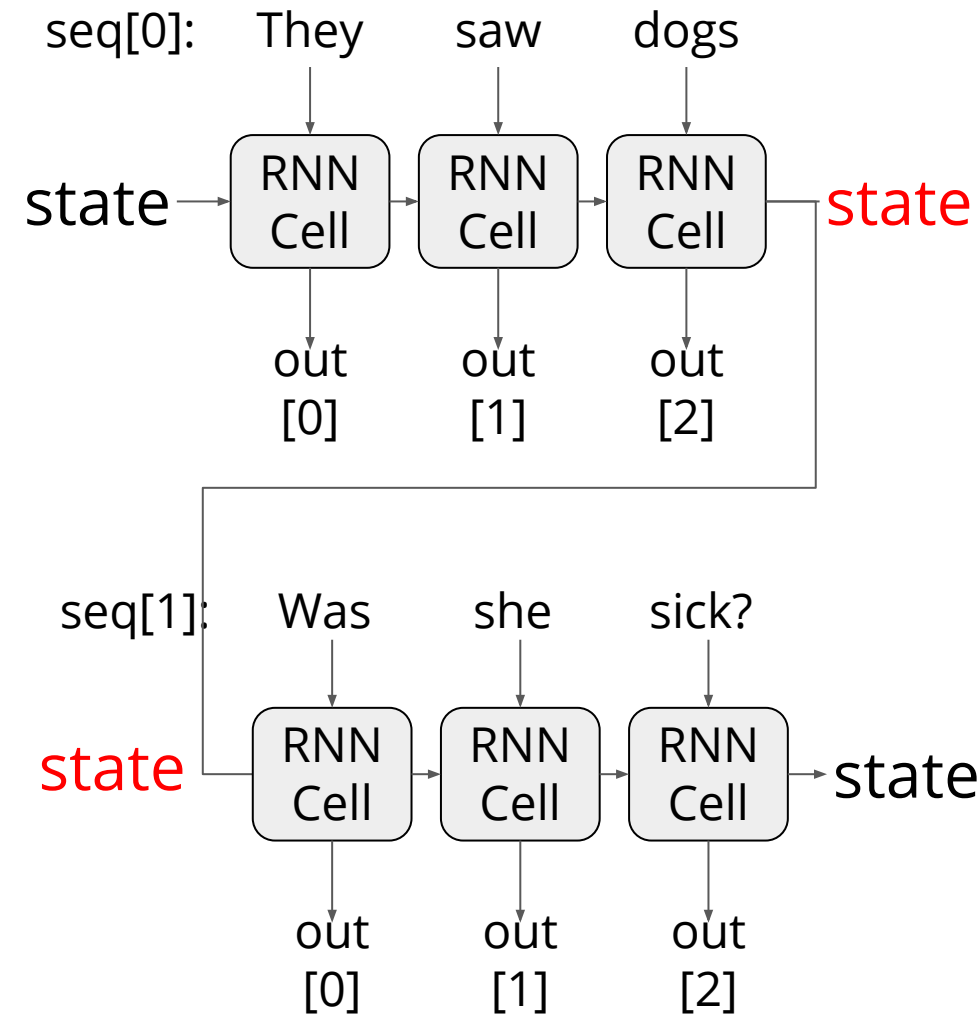 seq[0]: They saw dogs
RNN RNN RNN
state Cell Cell Cell state
out out out
[0] [1] [2]
seq[1]: Was she sick?
RNN RNN RNN
state Cell Cell Cell state
out out out
[0] [1] [2]